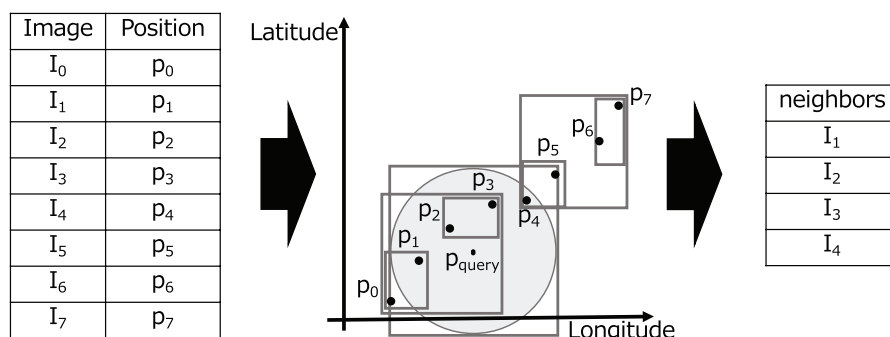 Image Position
I₀ p₀
I₁ p₁
I₂ p₂
I₃ p₃
I₄ p₄
I₅ p₅
I₆ p₆
I₇ p₇
Latitude
p₇
p₆
p₅
p₃
p₄
p₂
p₁
p_query
p₀
Longitude
neighbors
I₁
I₂
I₃
I₄